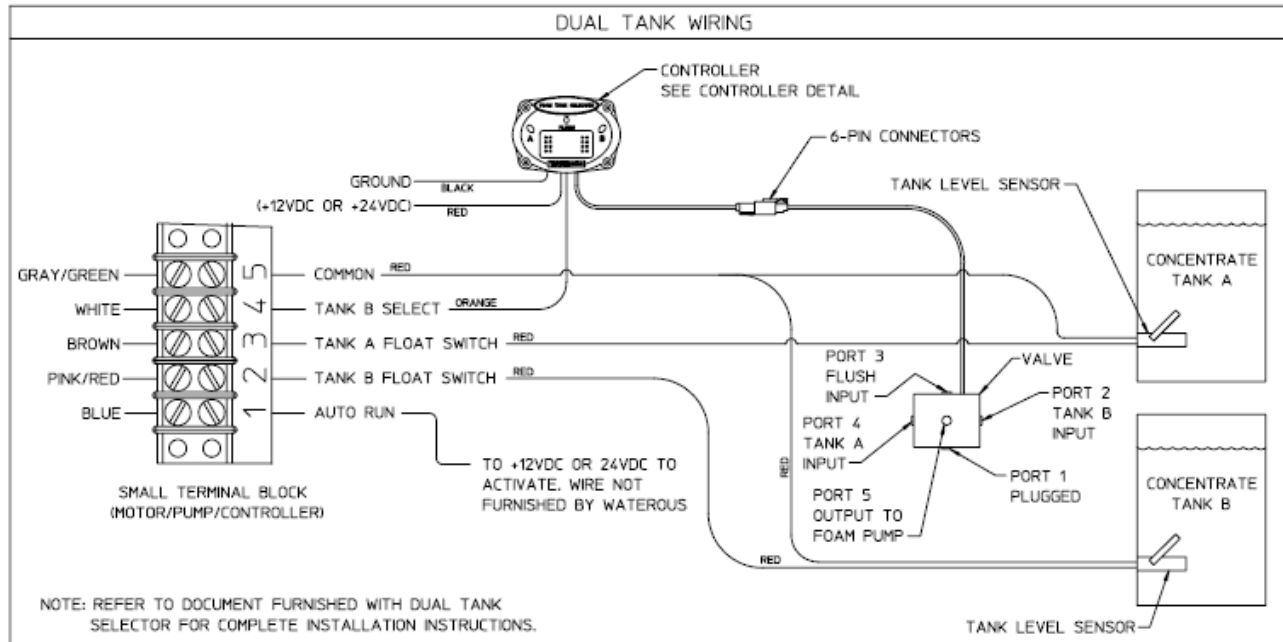 DUAL TANK WIRING
CONTROLLER
SEE CONTROLLER DETAIL
FLUSH
A
B
6-PIN CONNECTORS
TANK LEVEL SENSOR
GROUND
BLACK
(+12VDC OR +24VDC)
RED
CONCENTRATE
TANK A
GRAY/GREEN
5
COMMON
RED
WHITE
4
TANK B SELECT
ORANGE
BROWN
3
TANK A FLOAT SWITCH
RED
PINK/RED
2
TANK B FLOAT SWITCH
RED
BLUE
1
AUTO RUN
PORT 3
FLUSH
INPUT
VALVE
PORT 4
TANK A
INPUT
PORT 2
TANK B
INPUT
PORT 1
PLUGGED
PORT 5
OUTPUT TO
FOAM PUMP
TO +12VDC OR 24VDC TO
ACTIVATE. WIRE NOT
FURNISHED BY WATEROUS
SMALL TERMINAL BLOCK
(MOTOR/PUMP/CONTROLLER)
RED
RED
CONCENTRATE
TANK B
NOTE: REFER TO DOCUMENT FURNISHED WITH DUAL TANK
SELECTOR FOR COMPLETE INSTALLATION INSTRUCTIONS.
TANK LEVEL SENSOR